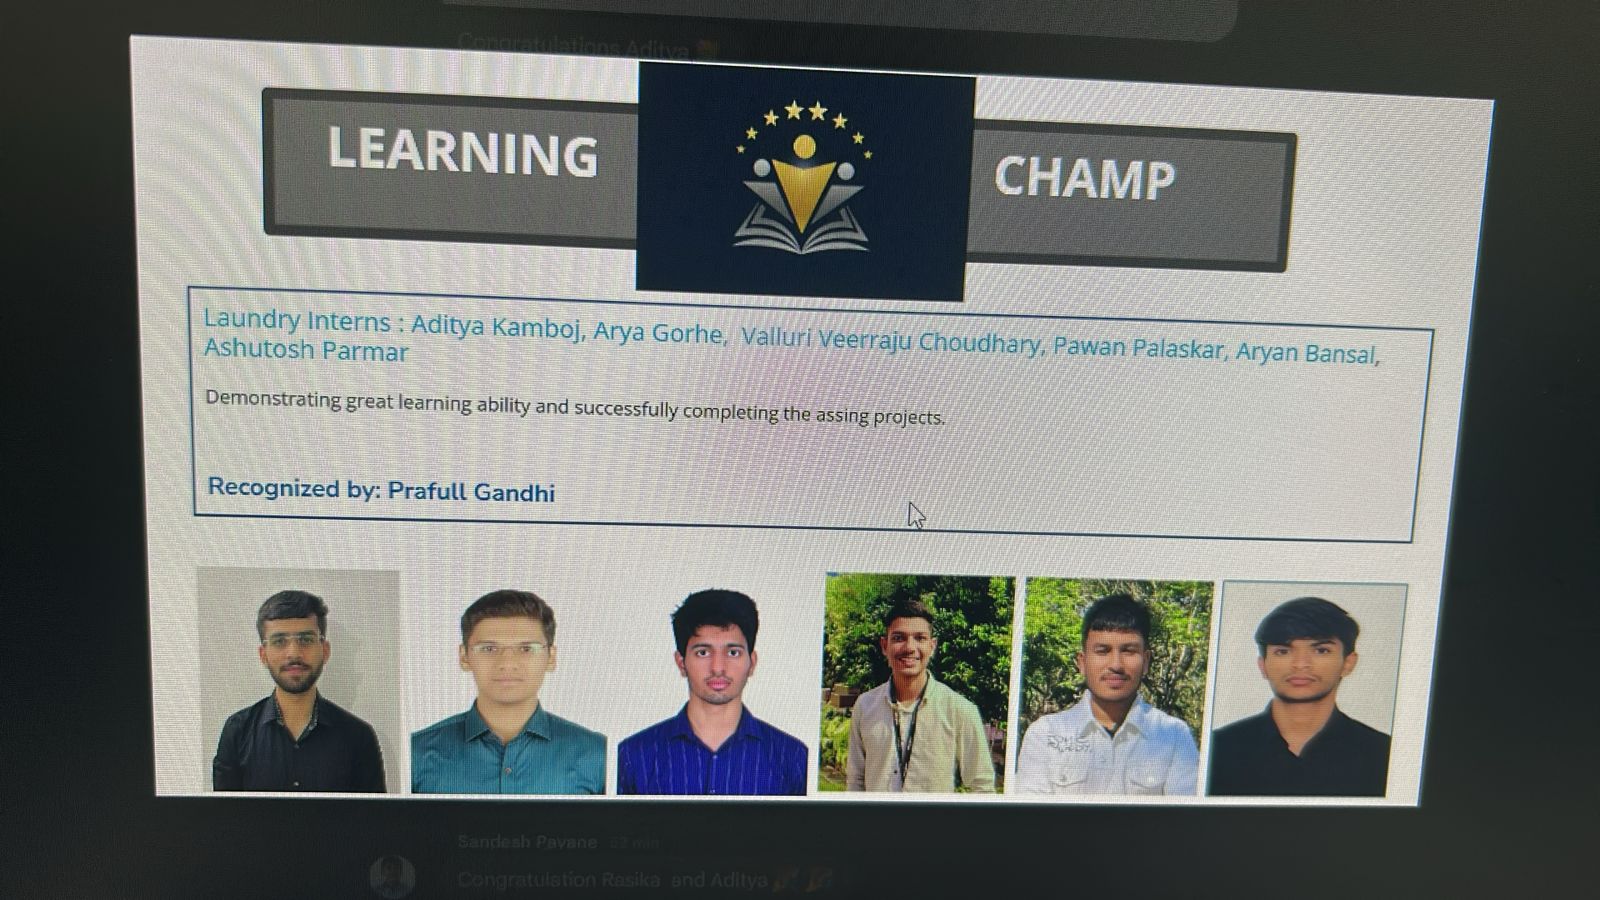 Congratulations Aditya
LEARNING
CHAMP
Laundry Interns : Aditya Kamboj, Arya Gorhe, Valluri Veerraju Choudhary, Pawan Palaskar, Aryan Bansal,
Ashutosh Parmar
Demonstrating great learning ability and successfully completing the assing projects.
Recognized by: Prafull Gandhi
Sandesh Pavane 52 min
Congratulation Rasika and Aditya